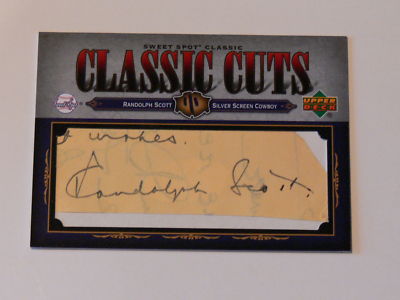 SWEET SPOT CLASSIC
CLASSIC CUTS
RANDOLPH SCOTT
SILVER SCREEN COWBOY
UPPER
DECK
wishes.
Randolph Scott.